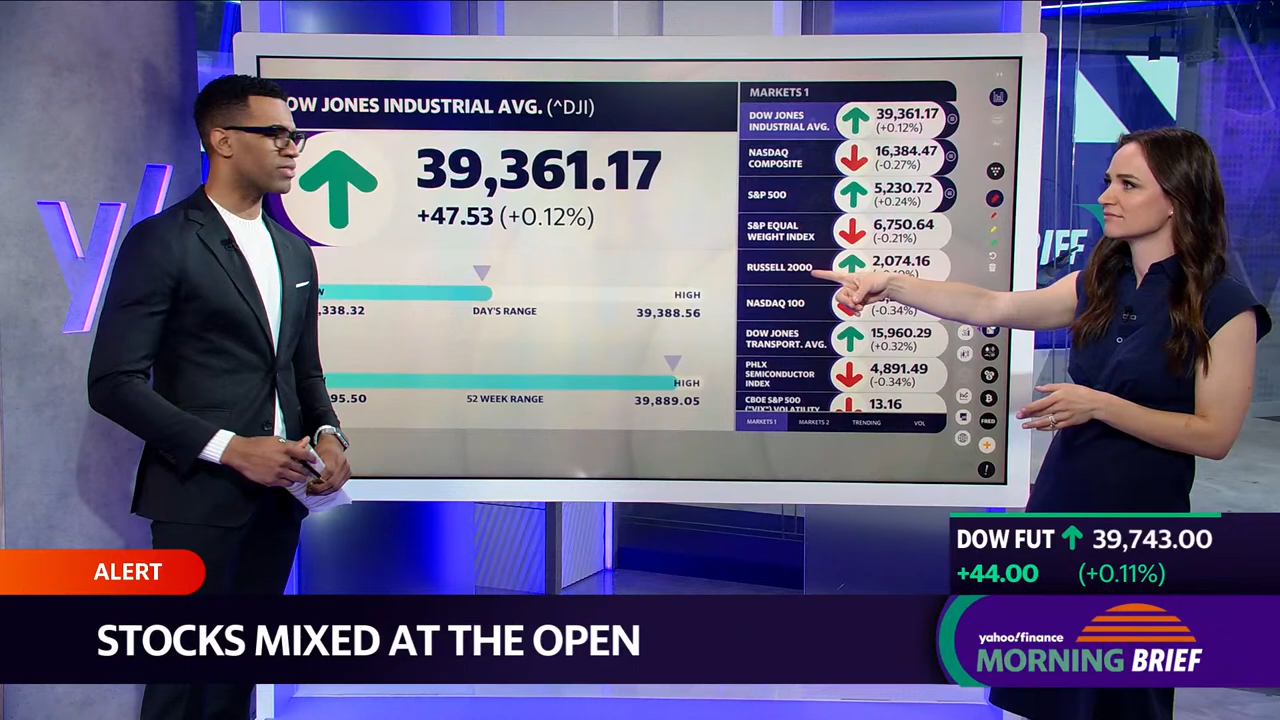 OW JONES INDUSTRIAL AVG. (^DJI)
39,361.17
+47.53 (+0.12%)
HIGH
,338.32
DAY'S RANGE
39,388.56
HIGH
95.50
52 WEEK RANGE
39,889.05
MARKETS 1
DOW JONES
INDUSTRIAL AVG.
39,361.17
(+0.12%)
NASDAQ
COMPOSITE
16,384.47
(-0.27%)
S&P 500
5,230.72
(+0.24%)
S&P EQUAL
WEIGHT INDEX
6,750.64
(-0.21%)
RUSSELL 2000
2,074.16
NASDAQ 100
(-0.34%)
DOW JONES
TRANSPORT. AVG.
15,960.29
(+0.32%)
PHLX
SEMICONDUCTOR
INDEX
4,891.49
(-0.34%)
CBOE S&P 500
("VIX") VOLATILITY
13.16
MARKETS 1
MARKETS 2
TRENDING
VOL
FRED
y!
IEF
DOW FUT 39,743.00
+44.00 (+0.11%)
ALERT
STOCKS MIXED AT THE OPEN
yahoo!finance
MORNING BRIEF